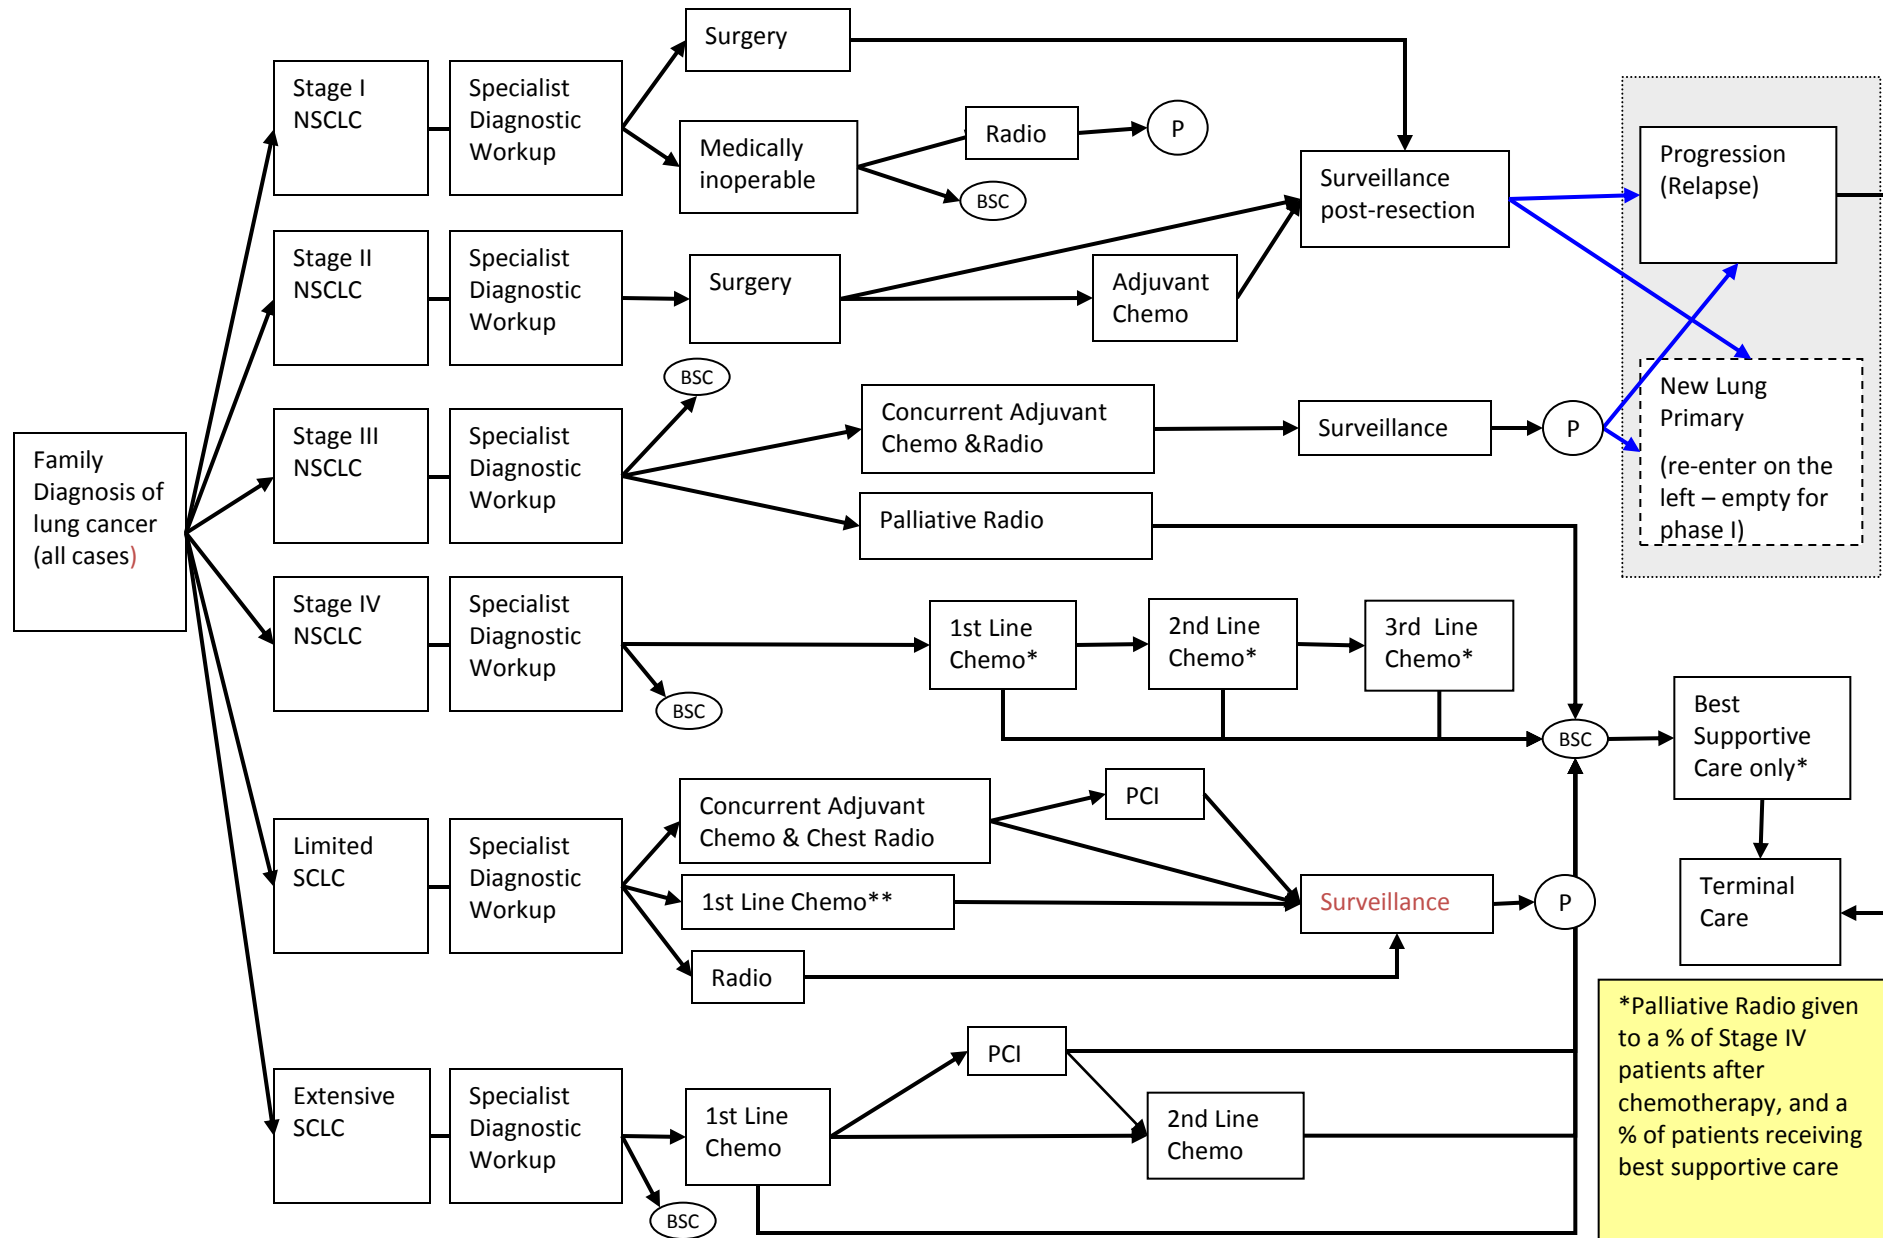 Family
Diagnosis of
lung cancer
(all cases)
Stage I
NSCLC
Specialist
Diagnostic
Workup
Surgery
Medically
inoperable
Radio
P
BSC
Surveillance
post-resection
Progression
(Relapse)
Stage II
NSCLC
Specialist
Diagnostic
Workup
Surgery
Adjuvant
Chemo
New Lung
Primary
(re-enter on the
left – empty for
phase I)
Stage III
NSCLC
Specialist
Diagnostic
Workup
BSC
Concurrent Adjuvant
Chemo &Radio
Surveillance
P
Palliative Radio
Stage IV
NSCLC
Specialist
Diagnostic
Workup
BSC
1st Line
Chemo*
2nd Line
Chemo*
3rd  Line
Chemo*
BSC
Best
Supportive
Care only*
Limited
SCLC
Specialist
Diagnostic
Workup
Concurrent Adjuvant
Chemo & Chest Radio
PCI
1st Line Chemo**
Radio
Surveillance
P
Terminal
Care
Extensive
SCLC
Specialist
Diagnostic
Workup
BSC
1st Line
Chemo
PCI
2nd Line
Chemo
*Palliative Radio given
to a % of Stage IV
patients after
chemotherapy, and a
% of patients receiving
best supportive care